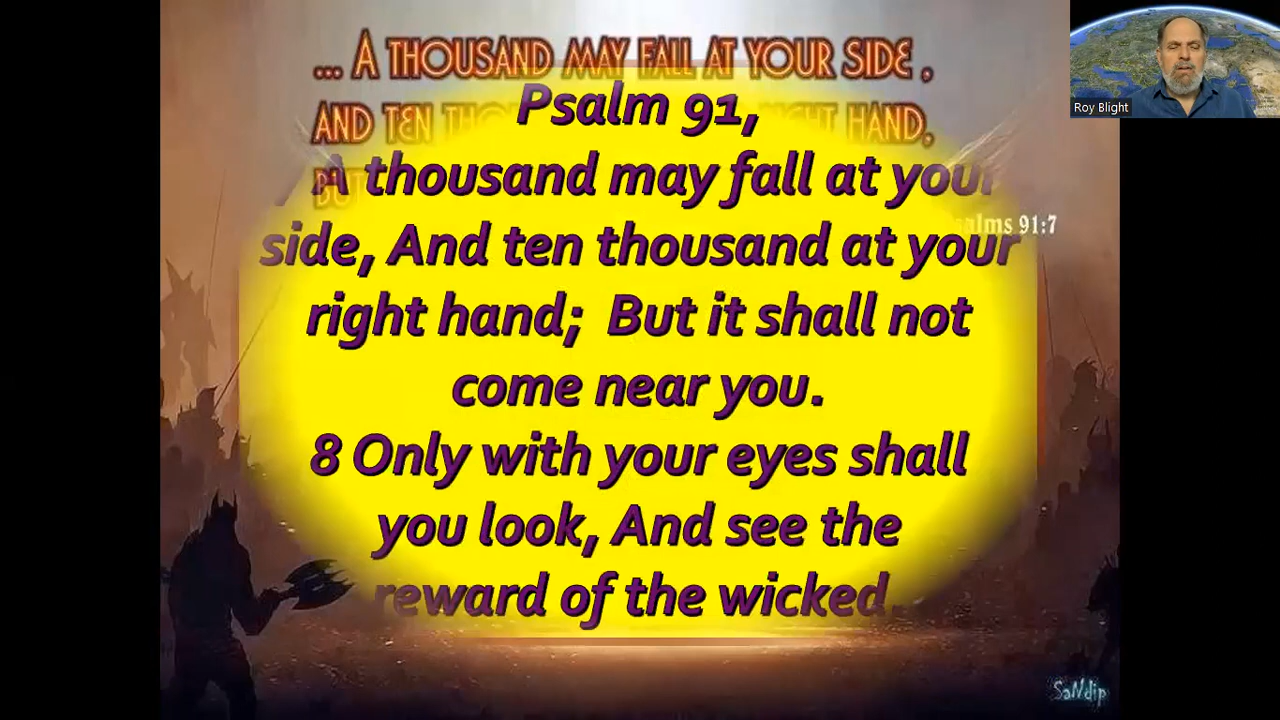 ... A THOUSAND MAY FALL AT YOUR SIDE ,
AND TEN HAND,
BUT
Psalms 91:7
Psalm 91,
A thousand may fall at your
side, And ten thousand at your
right hand; But it shall not
come near you.
8 Only with your eyes shall
you look, And see the
reward of the wicked.
SaNdip
Roy Blight